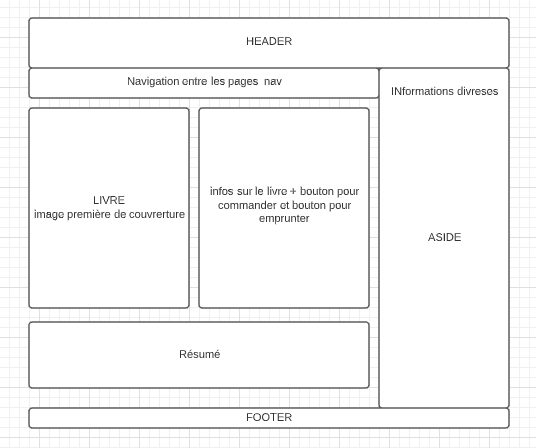 HEADER
Navigation entre les pages nav
INformations divreses
LIVRE
image première de couvrerture
infos sur le livre + bouton pour
commander et bouton pour
emprunter
ASIDE
Résumé
FOOTER